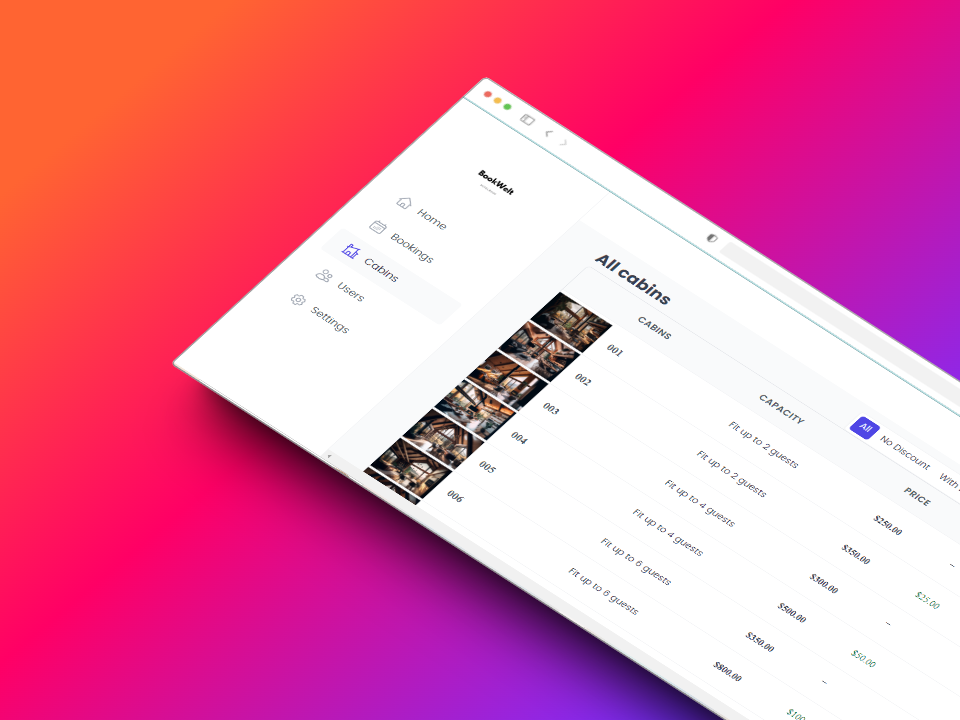 BookWelt
Home
Bookings
Cabins
Users
Settings
All cabins
All No Discount With
CABINS CAPACITY PRICE
001 Fit up to 2 guests $250.00 –
002 Fit up to 2 guests $350.00 $25.00
003 Fit up to 4 guests $300.00 –
004 Fit up to 4 guests $500.00 $50.00
005 Fit up to 6 guests $350.00 –
006 Fit up to 6 guests $800.00 $100